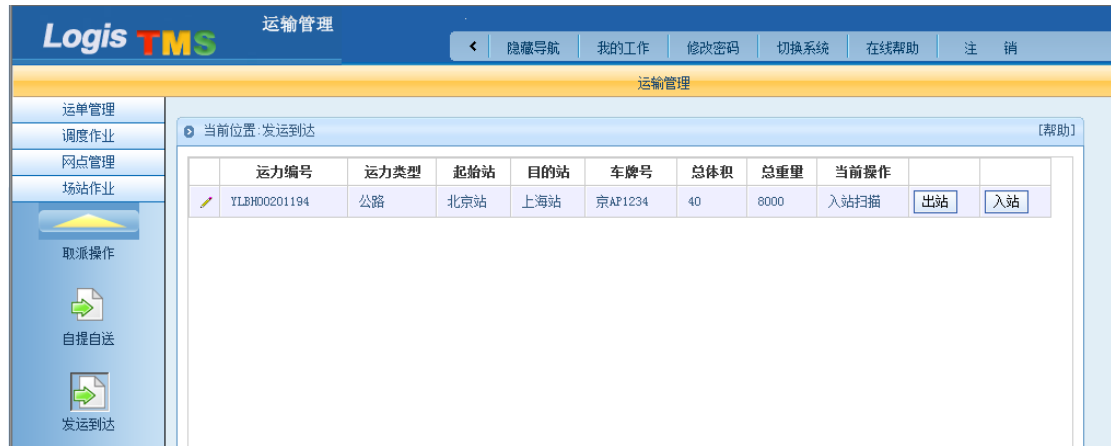 Logis TMS 运输管理
隐藏导航 我的工作 修改密码 切换系统 在线帮助 注 销
运输管理
运单管理
调度作业
网点管理
场站作业
取派操作
自提自送
发运到达
当前位置:发运到达 [帮助]
运力编号 运力类型 起始站 目的站 车牌号 总体积 总重量 当前操作
YLBH00201194 公路 北京站 上海站 京AP1234 40 8000 入站扫描 出站 入站